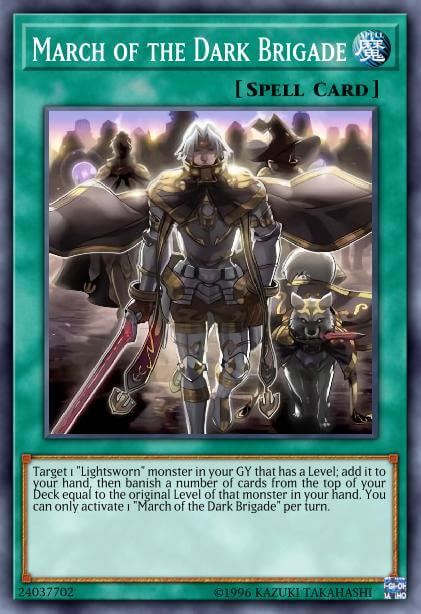 March of the Dark Brigade
SPELL
魔
[Spell Card]
Target 1 "Lightsworn" monster in your GY that has a Level; add it to
your hand, then banish a number of cards from the top of your
Deck equal to the original Level of that monster in your hand. You
can only activate 1 "March of the Dark Brigade" per turn.
24037702
©1996 KAZUKI TAKAHASHI